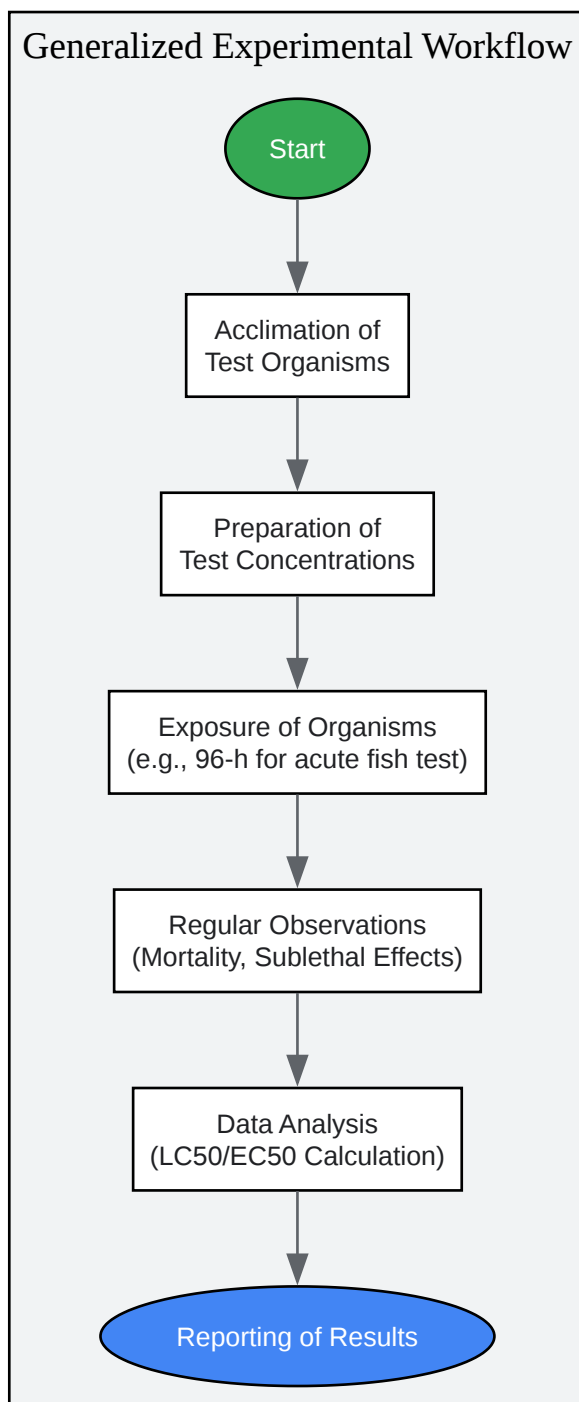 Generalized Experimental Workflow
Start
Acclimation of
Test Organisms
Preparation of
Test Concentrations
Exposure of Organisms
(e.g., 96-h for acute fish test)
Regular Observations
(Mortality, Sublethal Effects)
Data Analysis
(LC50/EC50 Calculation)
Reporting of Results